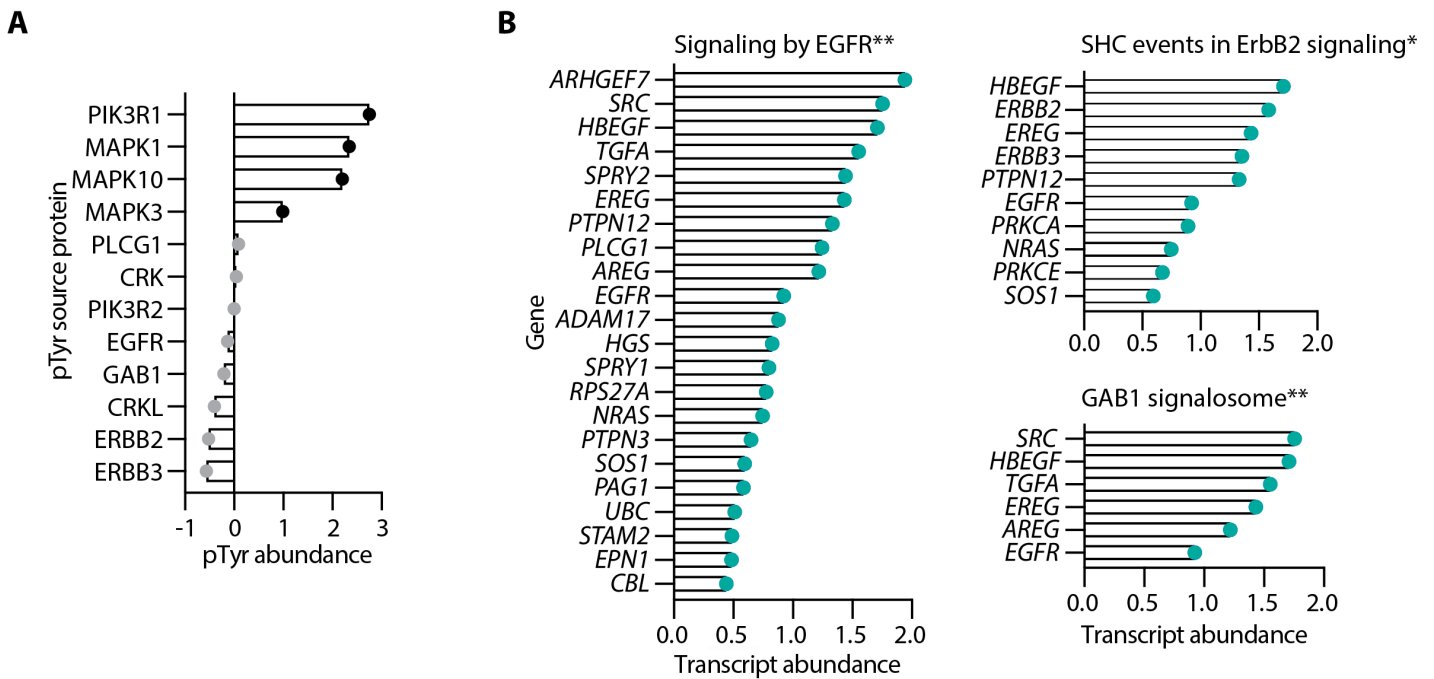 A
pTyr source protein
PIK3R1
MAPK1
MAPK10
MAPK3
PLCG1
CRK
PIK3R2
EGFR
GAB1
CRKL
ERBB2
ERBB3
-1 0 1 2 3
pTyr abundance
B
Signaling by EGFR**
Gene
ARHGEF7
SRC
HBEGF
TGFA
SPRY2
EREG
PTPN12
PLCG1
AREG
EGFR
ADAM17
HGS
SPRY1
RPS27A
NRAS
PTPN3
SOS1
PAG1
UBC
STAM2
EPN1
CBL
0.0 0.5 1.0 1.5 2.0
Transcript abundance
SHC events in ErbB2 signaling*
HBEGF
ERBB2
EREG
ERBB3
PTPN12
EGFR
PRKCA
NRAS
PRKCE
SOS1
0.0 0.5 1.0 1.5 2.0
GAB1 signalosome**
SRC
HBEGF
TGFA
EREG
AREG
EGFR
0.0 0.5 1.0 1.5 2.0
Transcript abundance